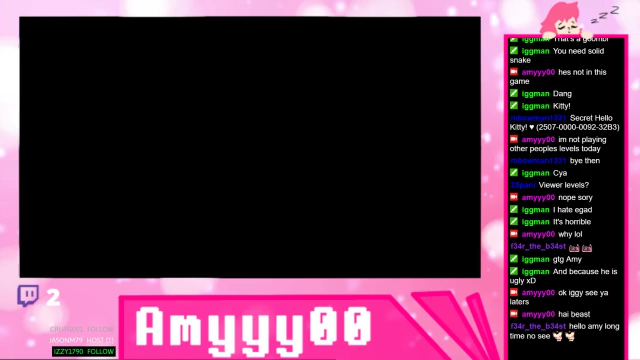 zzz
iggman That's a goomba
iggman You need solid
snake
amyyy00 hes not in this
game
iggman Dang
iggman Kitty!
Secret Hello
Kitty! ♥ (2507-0000-0092-32B3)
amyyy00 im not playing
other peoples levels today
bye then
iggman Cya
Viewer levels?
amyyy00 nope sory
iggman I hate egad
iggman It's horrible
amyyy00 why lol
f34r_the_b34st
iggman gtg Amy
iggman And because he is
ugly xD
amyyy00 ok iggy see ya
laters
amyyy00 hai beast
f34r_the_b34st hello amy long
time no see
2
FOLLOW
JASONM79 HOST (1)
IZZY1790 FOLLOW
Amyyy00